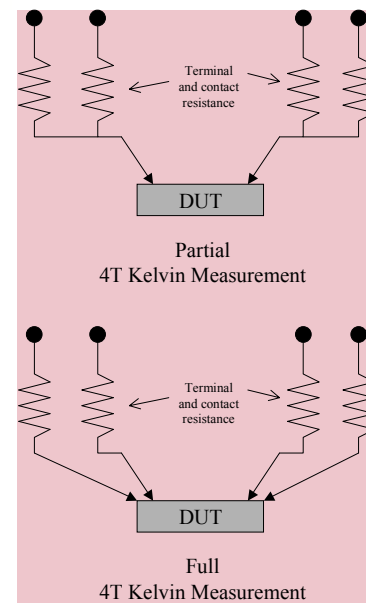 Terminal
and contact
resistance
DUT
Partial
4T Kelvin Measurement
Terminal
and contact
resistance
DUT
Full
4T Kelvin Measurement